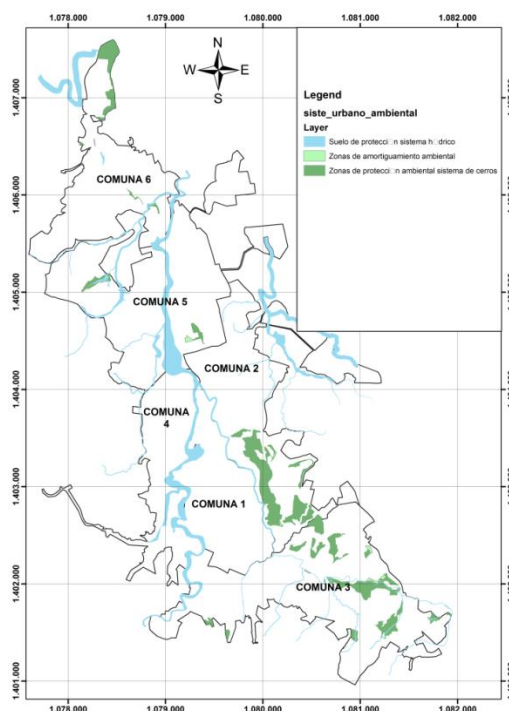 1.078.000 1.079.000 1.080.000 1.081.000 1.082.000
N
W E
S
1.407.000
Legend
siste_urbano_ambiental
Layer
Suelo de protecci□n sistema h□drico
Zonas de amortiguamiento ambiental
Zonas de protecci□n ambiental sistema de cerros
COMUNA 6
1.406.000
1.405.000
COMUNA 5
COMUNA 2
1.404.000
COMUNA
4
1.403.000
COMUNA 1
1.402.000
COMUNA 3
1.401.000
1.078.000 1.079.000 1.080.000 1.081.000 1.082.000